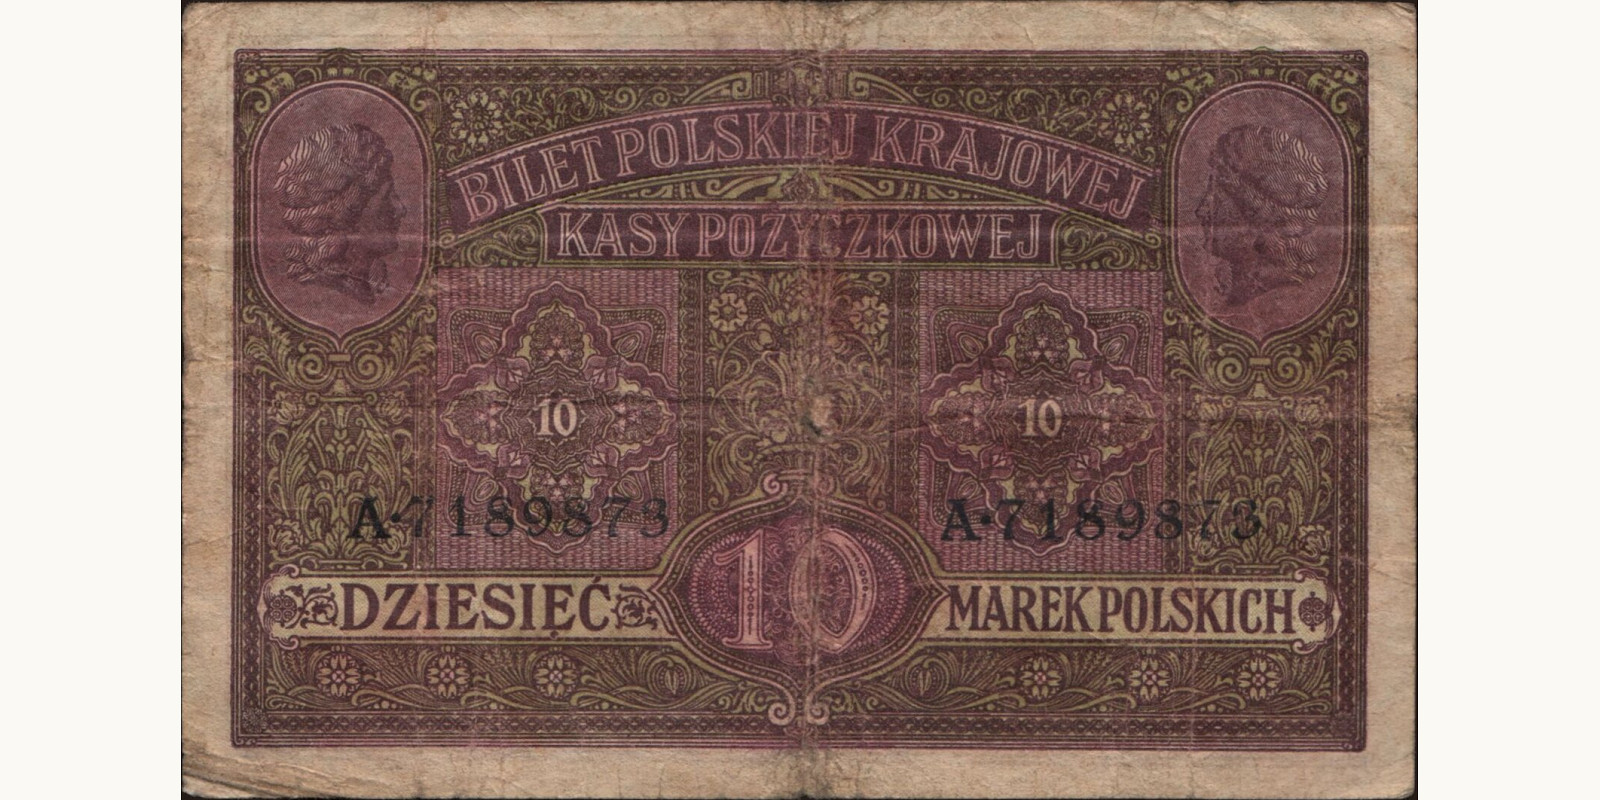 BILET POLSKIEJ KRAJOWEJ
KASY POŻYCZKOWEJ
10 10
A·7189873 A·7189873
DZIESIĘĆ 10 MAREK POLSKICH